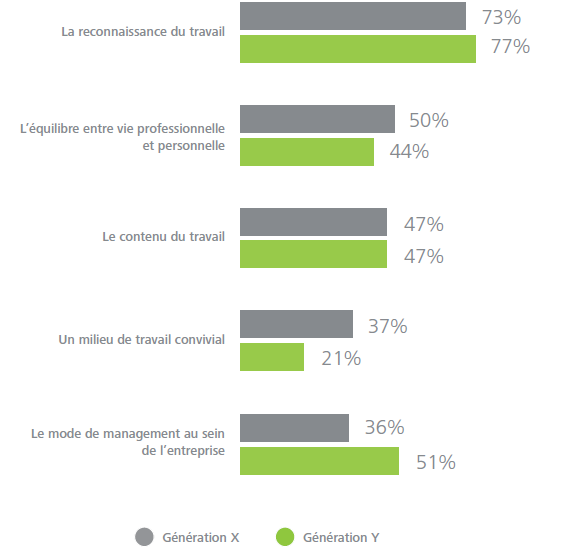 La reconnaissance du travail
73%
77%
L’équilibre entre vie professionnelle
et personnelle
50%
44%
Le contenu du travail
47%
47%
Un milieu de travail convivial
37%
21%
Le mode de management au sein
de l’entreprise
36%
51%
Génération X
Génération Y